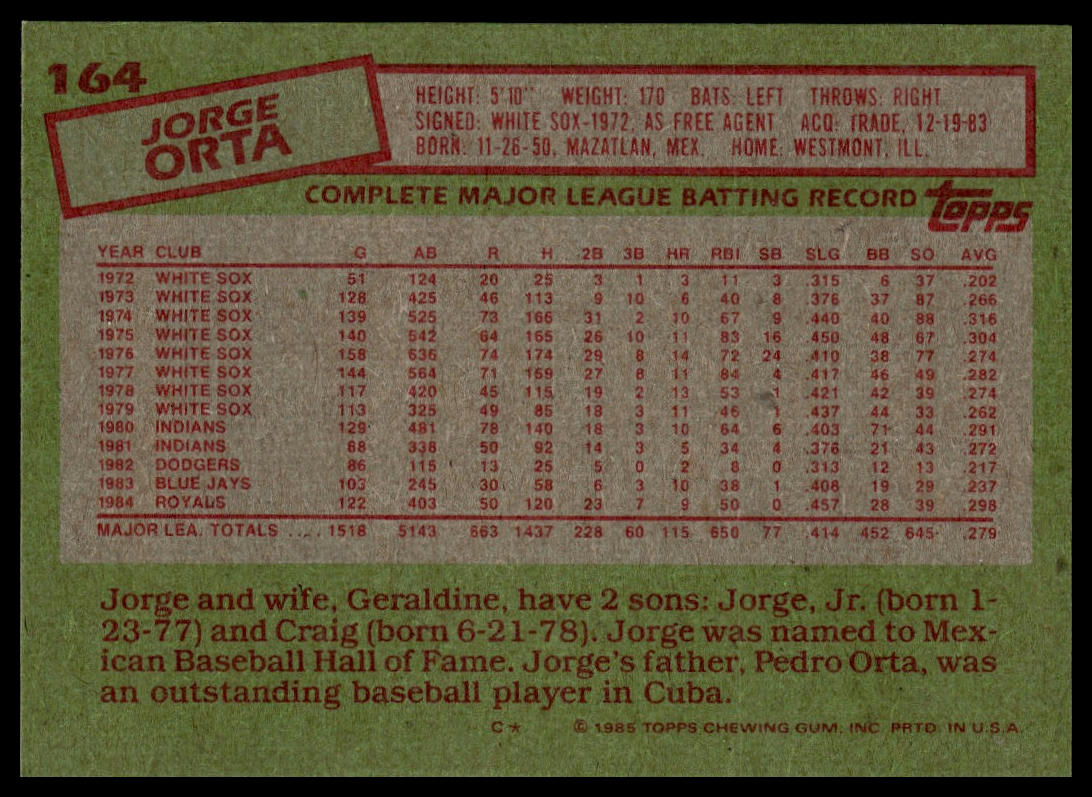 164
JORGE
ORTA
HEIGHT: 5'10" WEIGHT: 170 BATS: LEFT THROWS: RIGHT
SIGNED: WHITE SOX-1972, AS FREE AGENT ACQ: TRADE, 12-19-83
BORN: 11-26-50, MAZATLAN, MEX. HOME: WESTMONT, ILL.
COMPLETE MAJOR LEAGUE BATTING RECORD topps
YEAR CLUB G AB R H 2B 3B HR RBI SB SLG BB SO AVG
1972 WHITE SOX 51 124 20 25 3 1 3 11 3 .315 6 37 .202
1973 WHITE SOX 128 425 46 113 9 10 6 40 8 .376 37 87 .266
1974 WHITE SOX 139 525 73 166 31 2 10 67 9 .440 40 88 .316
1975 WHITE SOX 140 542 64 165 26 10 11 83 16 .450 48 67 .304
1976 WHITE SOX 158 636 74 174 29 8 14 72 24 .410 38 77 .274
1977 WHITE SOX 144 564 71 159 27 8 11 84 4 .417 46 49 .282
1978 WHITE SOX 117 420 45 115 19 2 13 53 1 .421 42 39 .274
1979 WHITE SOX 113 325 49 85 18 3 11 46 1 .437 44 33 .262
1980 INDIANS 129 481 78 140 18 3 10 64 6 .403 71 44 .291
1981 INDIANS 88 338 50 92 14 3 5 34 4 .376 21 43 .272
1982 DODGERS 86 115 13 25 5 0 2 8 0 .313 12 13 .217
1983 BLUE JAYS 103 245 30 58 6 3 10 38 1 .408 19 29 .237
1984 ROYALS 122 403 50 120 23 7 9 50 0 .457 28 39 .298
MAJOR LEA. TOTALS .... 1518 5143 663 1437 228 60 115 650 77 .414 452 645 .279
Jorge and wife, Geraldine, have 2 sons: Jorge, Jr. (born 1-
23-77) and Craig (born 6-21-78). Jorge was named to Mex-
ican Baseball Hall of Fame. Jorge's father, Pedro Orta, was
an outstanding baseball player in Cuba.
C* © 1985 TOPPS CHEWING GUM, INC. PRTD. IN U.S.A.